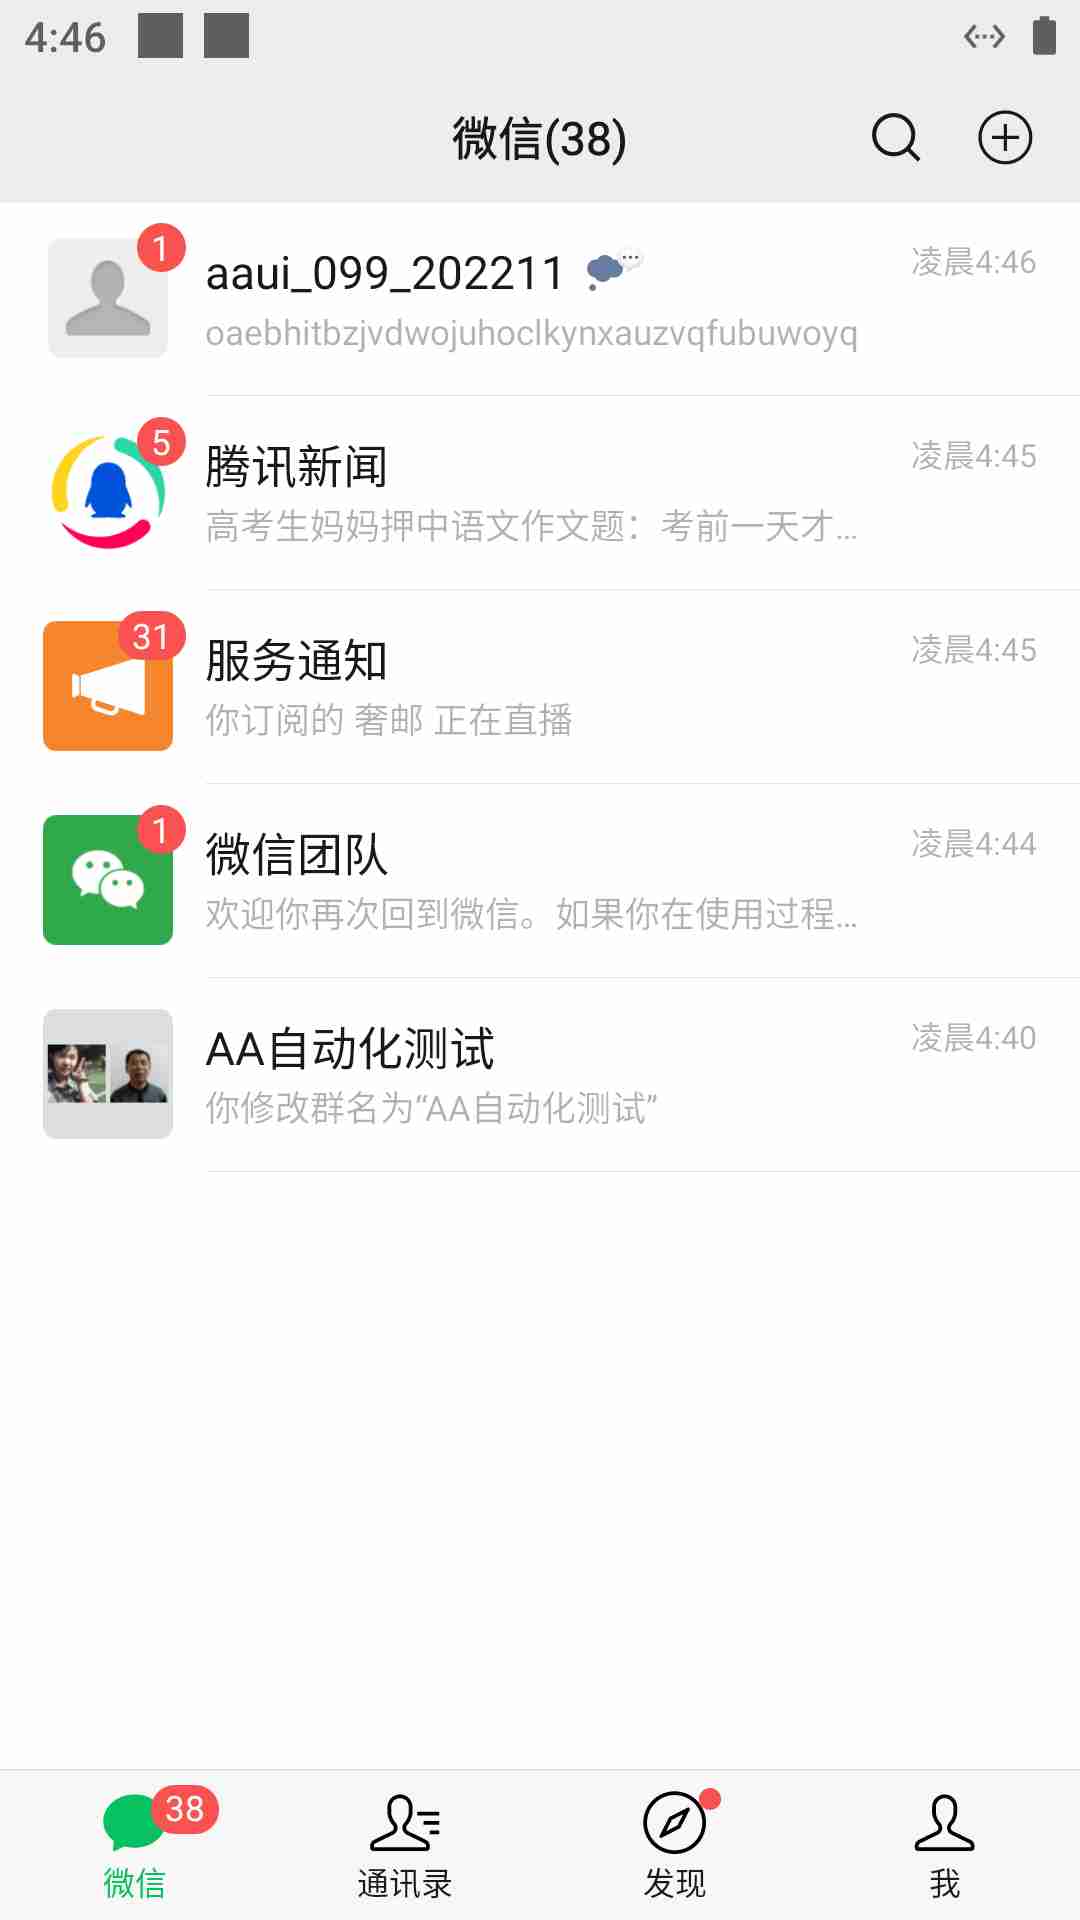 4:46
微信(38)
1
aaui_099_202211
凌晨4:46
oaebhitbzjvdwojuhoclkynxauzvqfubuwoyq
5
腾讯新闻
凌晨4:45
高考生妈妈押中语文作文题：考前一天才...
31
服务通知
凌晨4:45
你订阅的 奢邮 正在直播
1
微信团队
凌晨4:44
欢迎你再次回到微信。如果你在使用过程...
AA自动化测试
凌晨4:40
你修改群名为“AA自动化测试”
38
微信
通讯录
发现
我